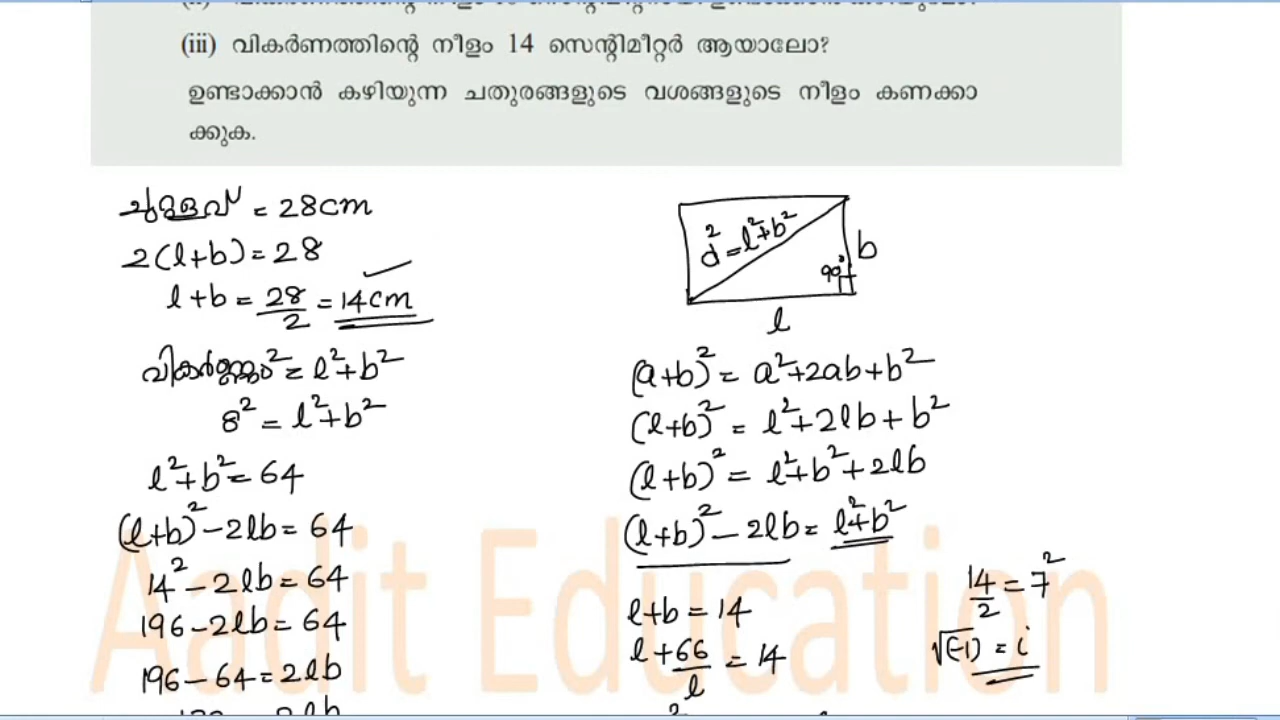 (iii) വികർണത്തിന്റെ നീളം 14 സെന്റിമീറ്റർ ആയാലോ?
ഉണ്ടാക്കാൻ കഴിയുന്ന ചതുരങ്ങളുടെ വശങ്ങളുടെ നീളം കണക്കാ
ക്കുക.
ചുറ്റളവ് = 28cm
2(l+b) = 28
l+b = 28/2 = 14cm
വികർണ്ണം² = l²+b²
8² = l²+b²
l²+b² = 64
(l+b)² - 2lb = 64
14² - 2lb = 64
196 - 2lb = 64
196 - 64 = 2lb
d² = l²+b²
b
90°
l
(a+b)² = a²+2ab+b²
(l+b)² = l²+2lb+b²
(l+b)² = l²+b²+2lb
(l+b)² - 2lb = l²+b²
l+b = 14
l + 66/l = 14
14/2 = 7²
√(-1) = i
Aadit Education